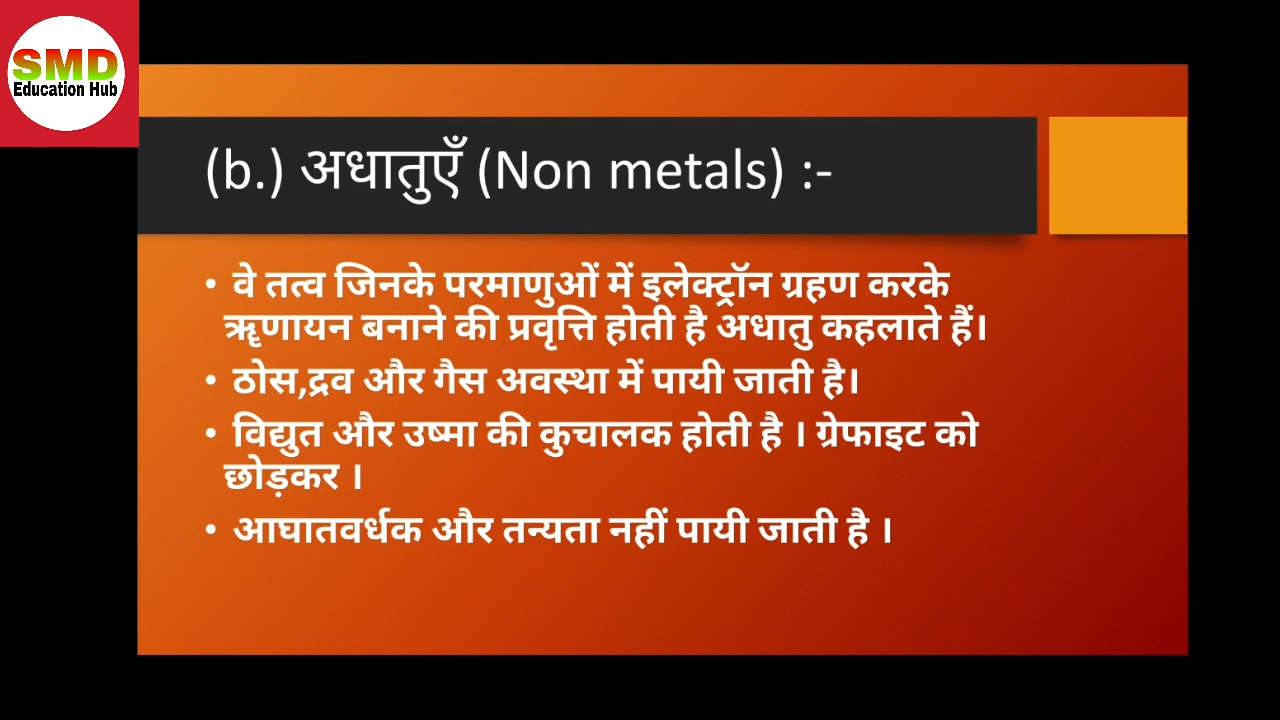 SMD
Education Hub
(b.) अधातुएँ (Non metals) :-
• वे तत्व जिनके परमाणुओं में इलेक्ट्रॉन ग्रहण करके
ॠणायन बनाने की प्रवृत्ति होती है अधातु कहलाते हैं।
• ठोस,द्रव और गैस अवस्था में पायी जाती है।
• विद्युत और उष्मा की कुचालक होती है । ग्रेफाइट को
छोड़कर ।
• आघातवर्धक और तन्यता नहीं पायी जाती है ।